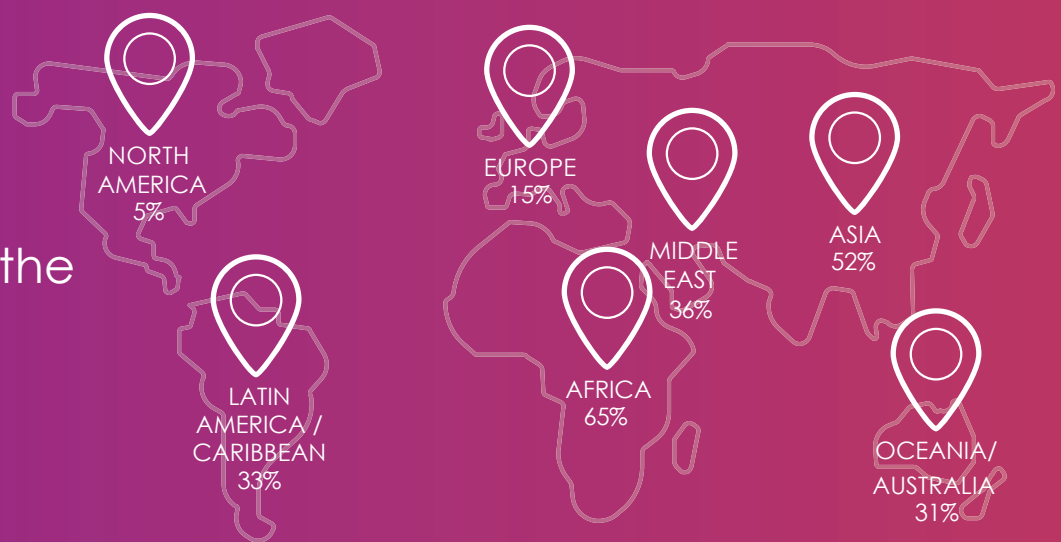 NORTH
AMERICA
5%
EUROPE
15%
MIDDLE
EAST
36%
ASIA
52%
the
LATIN
AMERICA /
CARIBBEAN
33%
AFRICA
65%
OCEANIA/
AUSTRALIA
31%